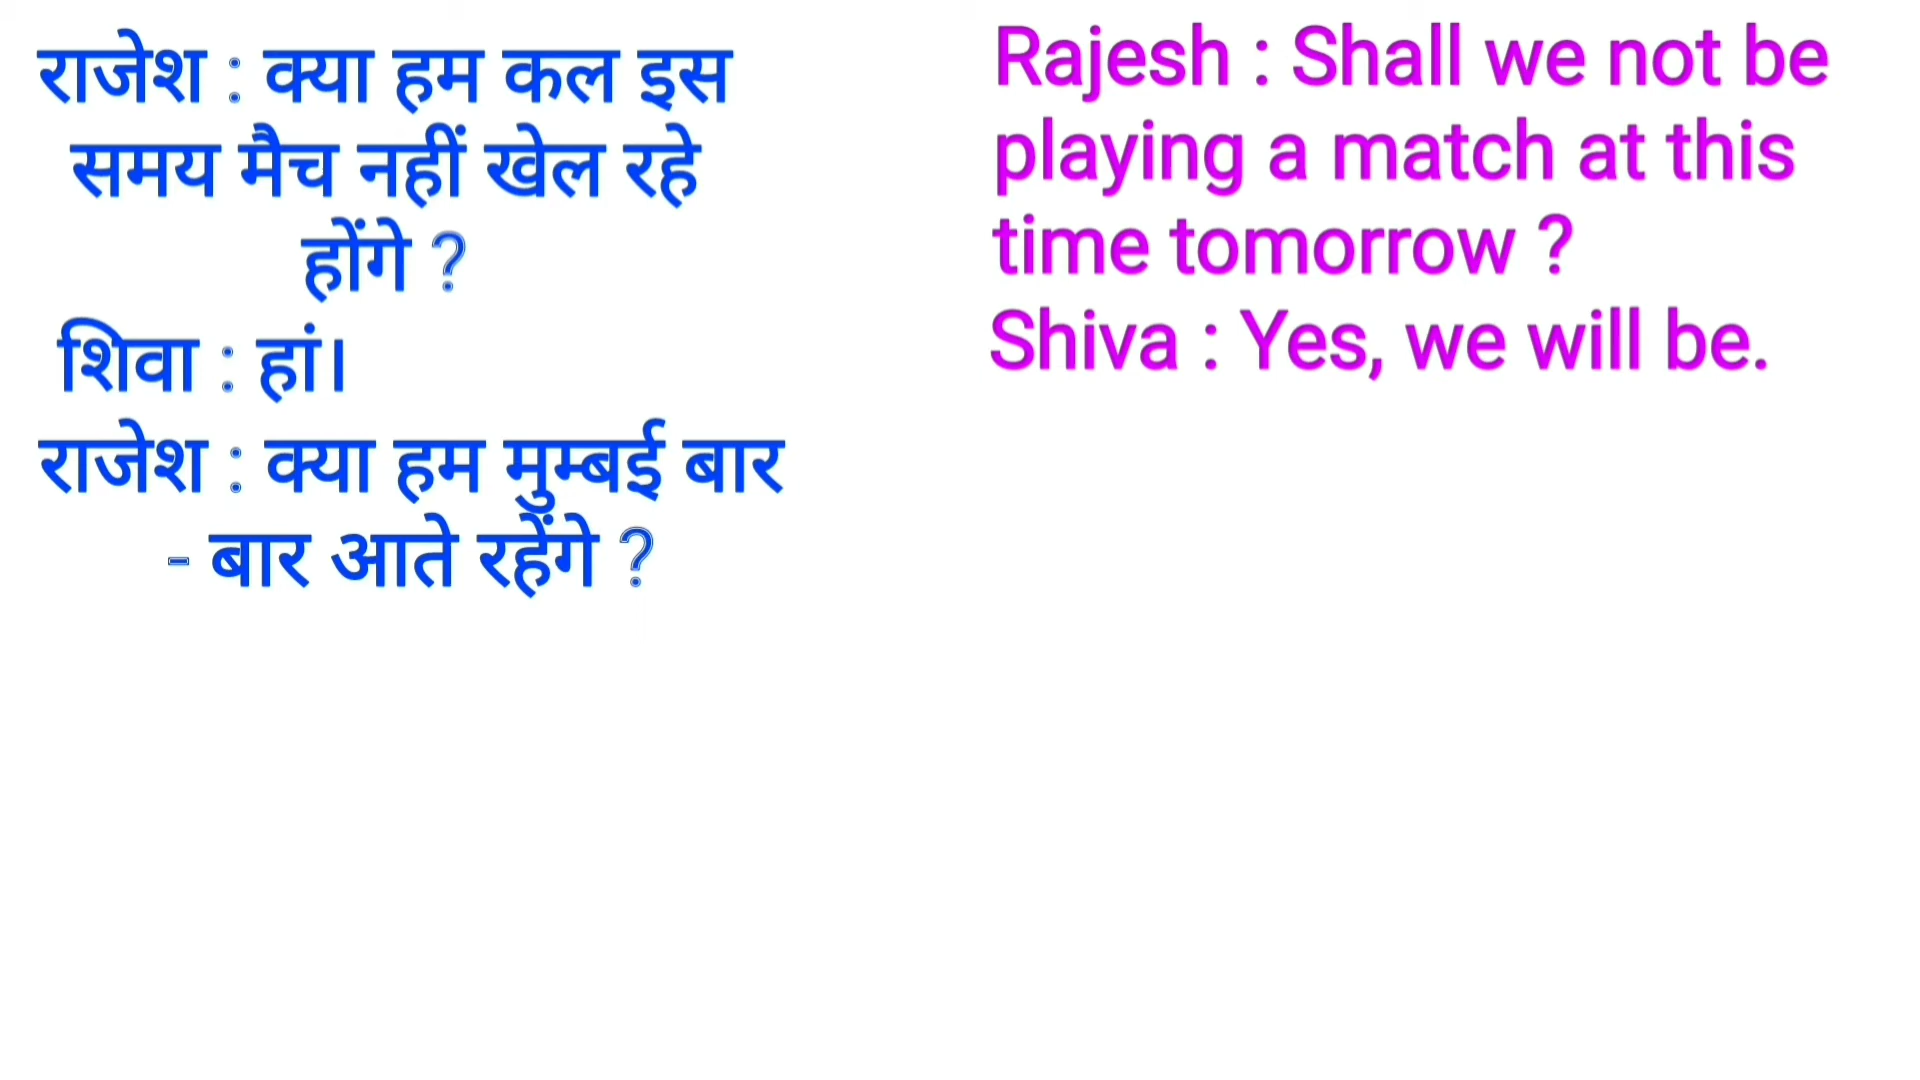 राजेश : क्या हम कल इस
समय मैच नहीं खेल रहे
होंगे ?
शिवा : हां।
राजेश : क्या हम मुम्बई बार
- बार आते रहेंगे ?
Rajesh : Shall we not be
playing a match at this
time tomorrow ?
Shiva : Yes, we will be.